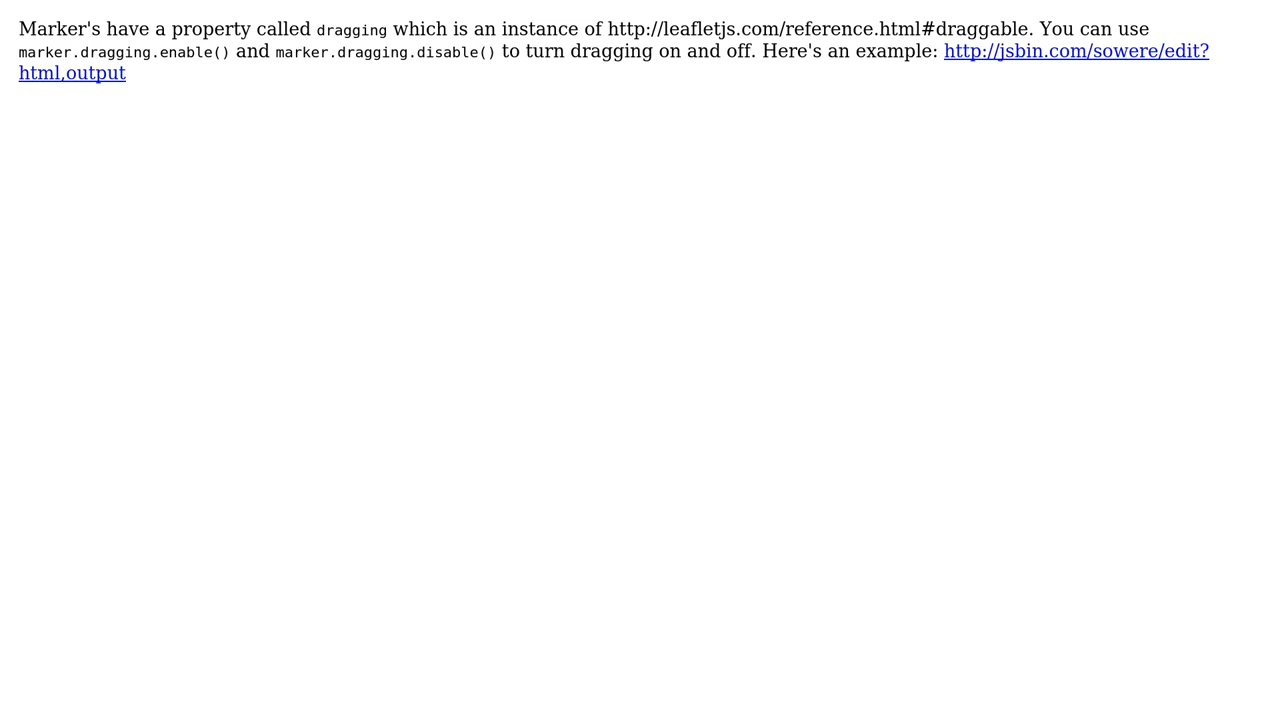 Marker's have a property called dragging which is an instance of http://leafletjs.com/reference.html#draggable. You can use
marker.dragging.enable() and marker.dragging.disable() to turn dragging on and off. Here's an example: http://jsbin.com/sowere/edit?
html,output